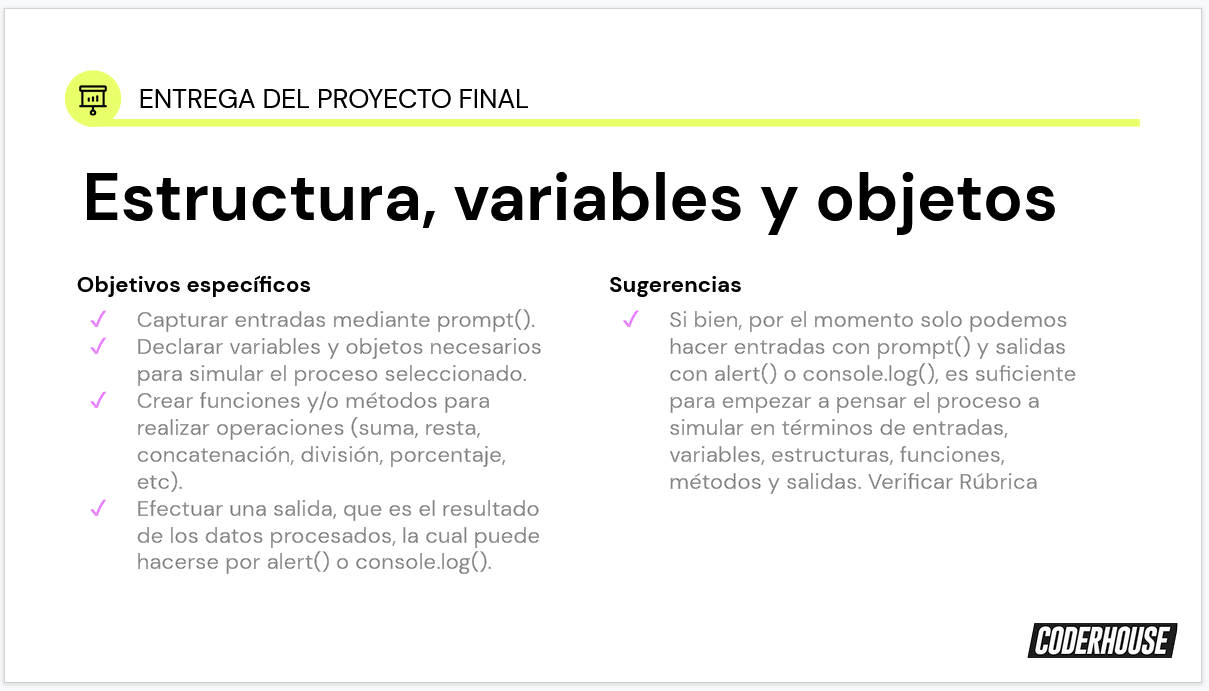 ENTREGA DEL PROYECTO FINAL
Estructura, variables y objetos
Objetivos específicos
✓ Capturar entradas mediante prompt().
✓ Declarar variables y objetos necesarios
para simular el proceso seleccionado.
✓ Crear funciones y/o métodos para
realizar operaciones (suma, resta,
concatenación, división, porcentaje,
etc).
✓ Efectuar una salida, que es el resultado
de los datos procesados, la cual puede
hacerse por alert() o console.log().
Sugerencias
✓ Si bien, por el momento solo podemos
hacer entradas con prompt() y salidas
con alert() o console.log(), es suficiente
para empezar a pensar el proceso a
simular en términos de entradas,
variables, estructuras, funciones,
métodos y salidas. Verificar Rúbrica
CODERHOUSE